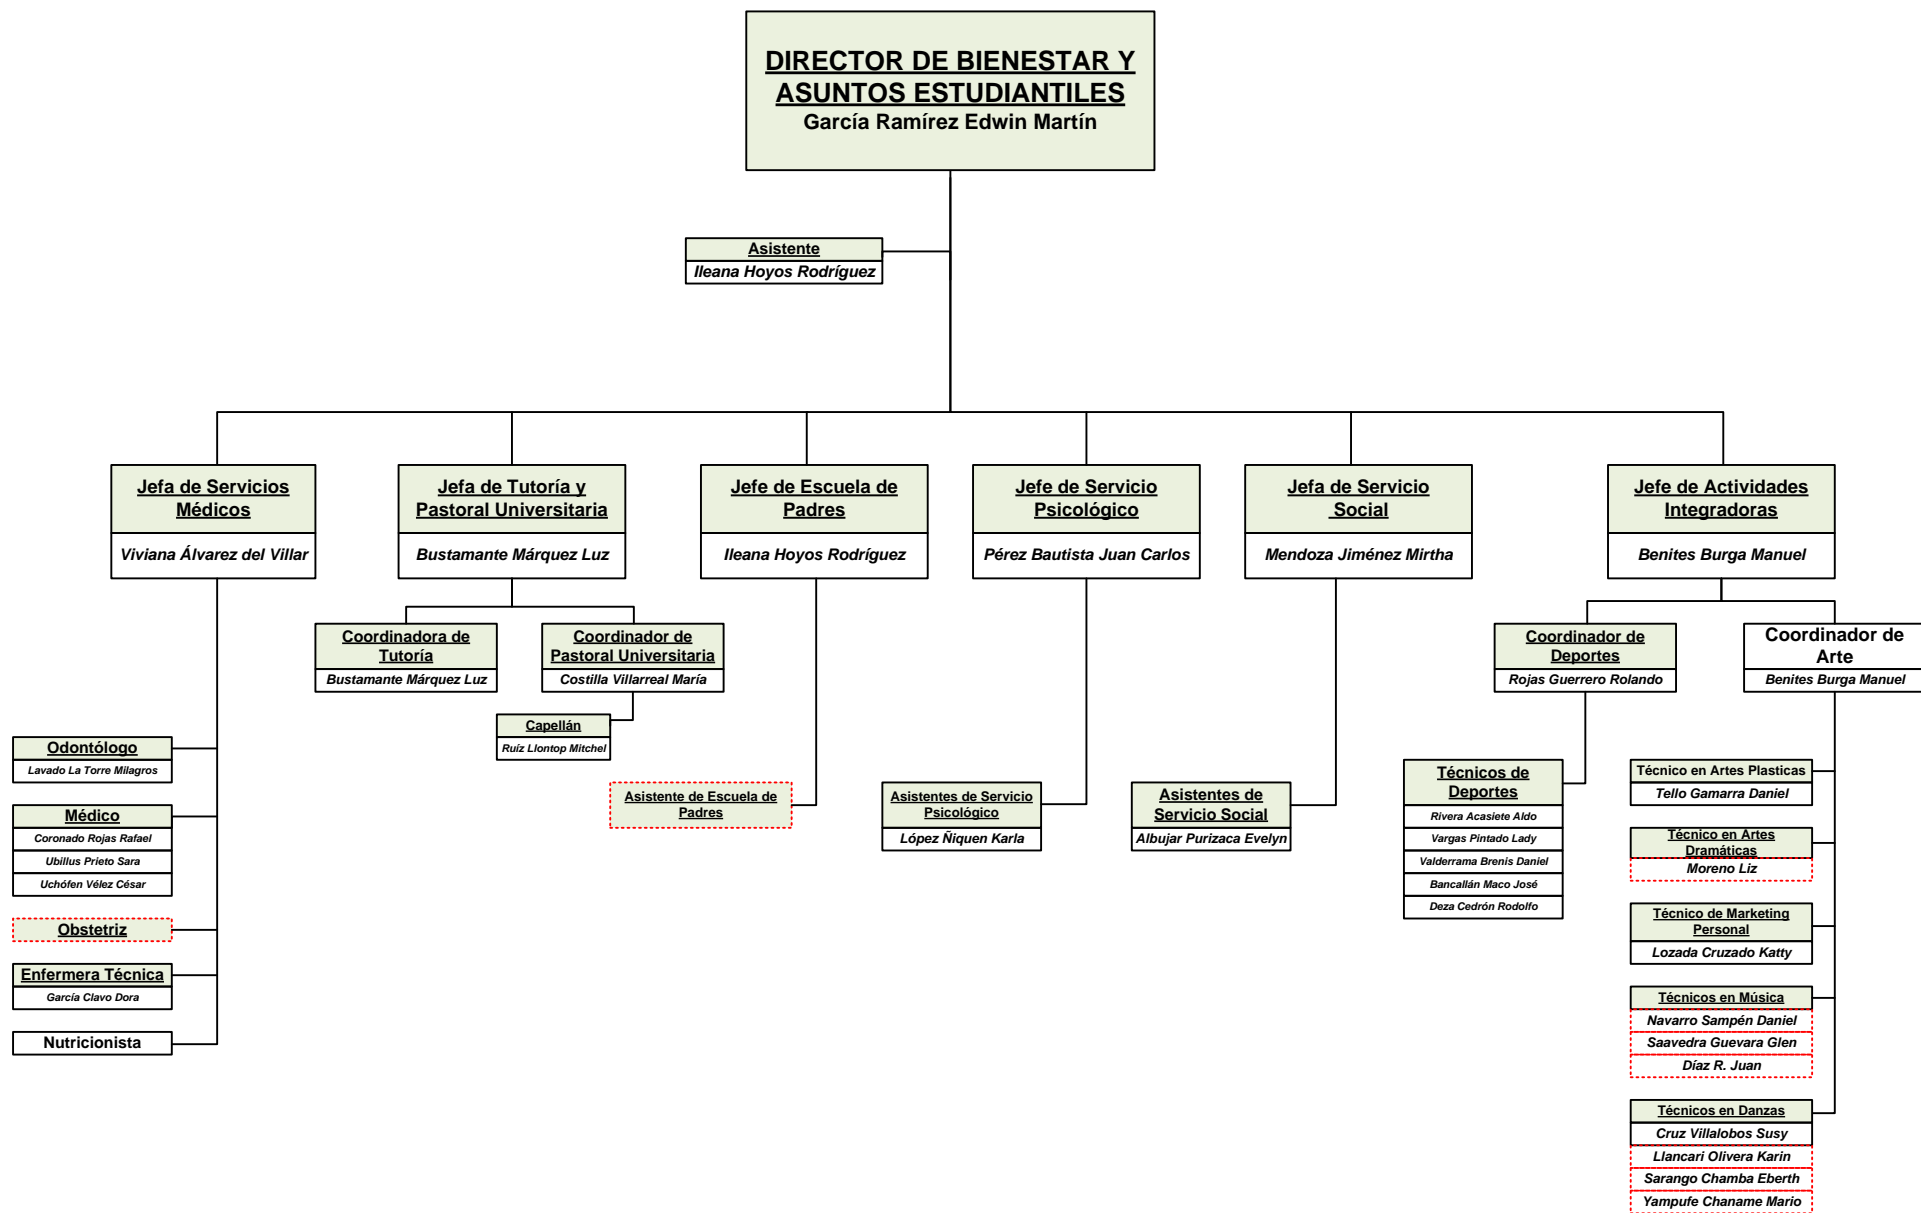 DIRECTOR DE BIENESTAR Y
ASUNTOS ESTUDIANTILES
García Ramírez Edwin Martín
Asistente
Ileana Hoyos Rodríguez
Jefa de Servicios
Médicos
Viviana Álvarez del Villar
Jefa de Tutoría y
Pastoral Universitaria
Bustamante Márquez Luz
Jefe de Escuela de
Padres
Ileana Hoyos Rodríguez
Jefe de Servicio
Psicológico
Pérez Bautista Juan Carlos
Jefa de Servicio
Social
Mendoza Jiménez Mirtha
Jefe de Actividades
Integradoras
Benites Burga Manuel
Coordinadora de
Tutoría
Bustamante Márquez Luz
Coordinador de
Pastoral Universitaria
Costilla Villarreal María
Capellán
Ruíz Llontop Mitchel
Coordinador de
Deportes
Rojas Guerrero Rolando
Coordinador de
Arte
Benites Burga Manuel
Odontólogo
Lavado La Torre Milagros
Médico
Coronado Rojas Rafael
Ubillus Prieto Sara
Uchófen Vélez César
Obstetriz
Enfermera Técnica
García Clavo Dora
Nutricionista
Asistente de Escuela de
Padres
Asistentes de Servicio
Psicológico
López Ñiquen Karla
Asistentes de
Servicio Social
Albujar Purizaca Evelyn
Técnicos de
Deportes
Rivera Acasiete Aldo
Vargas Pintado Lady
Valderrama Brenis Daniel
Bancallán Maco José
Deza Cedrón Rodolfo
Técnico en Artes Plasticas
Tello Gamarra Daniel
Técnico en Artes
Dramáticas
Moreno Liz
Técnico de Marketing
Personal
Lozada Cruzado Katty
Técnicos en Música
Navarro Sampén Daniel
Saavedra Guevara Glen
Díaz R. Juan
Técnicos en Danzas
Cruz Villalobos Susy
Llancari Olivera Karin
Sarango Chamba Eberth
Yampufe Chaname Mario